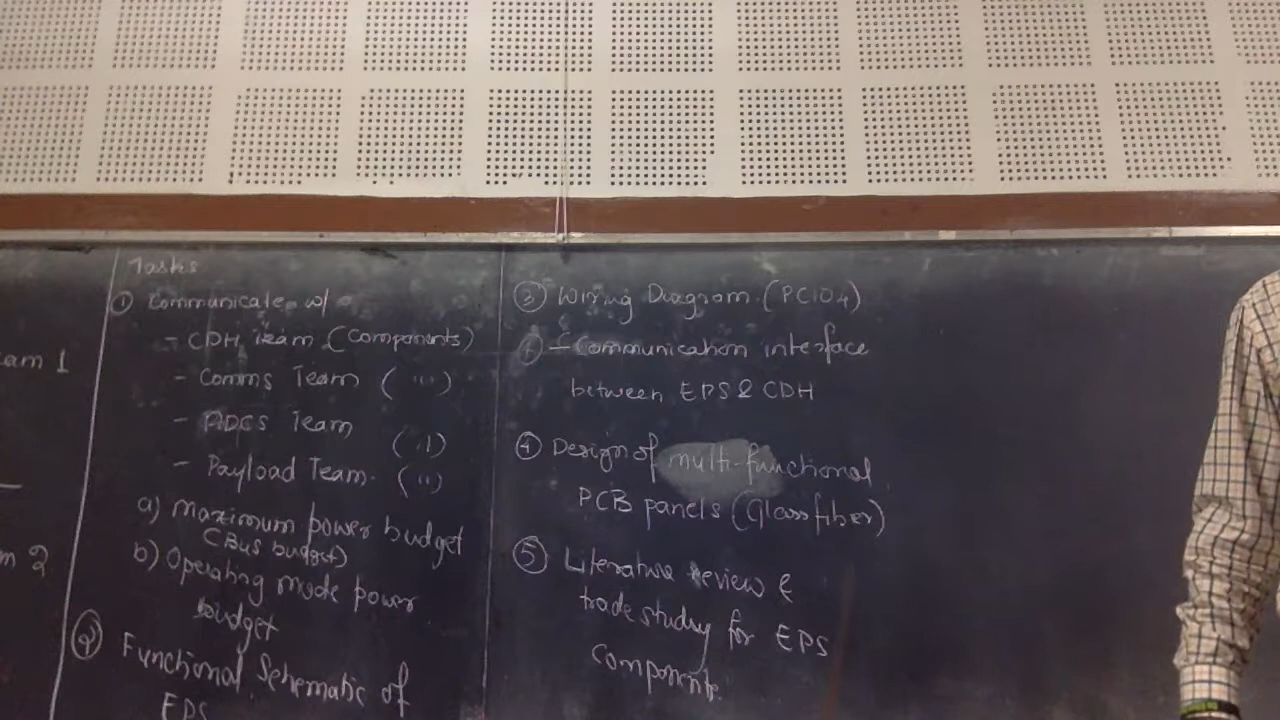 eam 1
m 2
Tasks
① Communicate w/
- CDH Team (Components)
- Comms Team ( " )
- ADCS Team ( " )
- Payload Team. ( " )
a) Maximum power budget
(Bus budget)
b) Operating mode power
budget
② Functional Schematic of
EPS
③ Wiring Diagram. (PC104)
- Communication interface
between EPS & CDH
④ Design of multi-functional
PCB panels (Glass fiber)
⑤ Literature review &
trade study for EPS
Components.